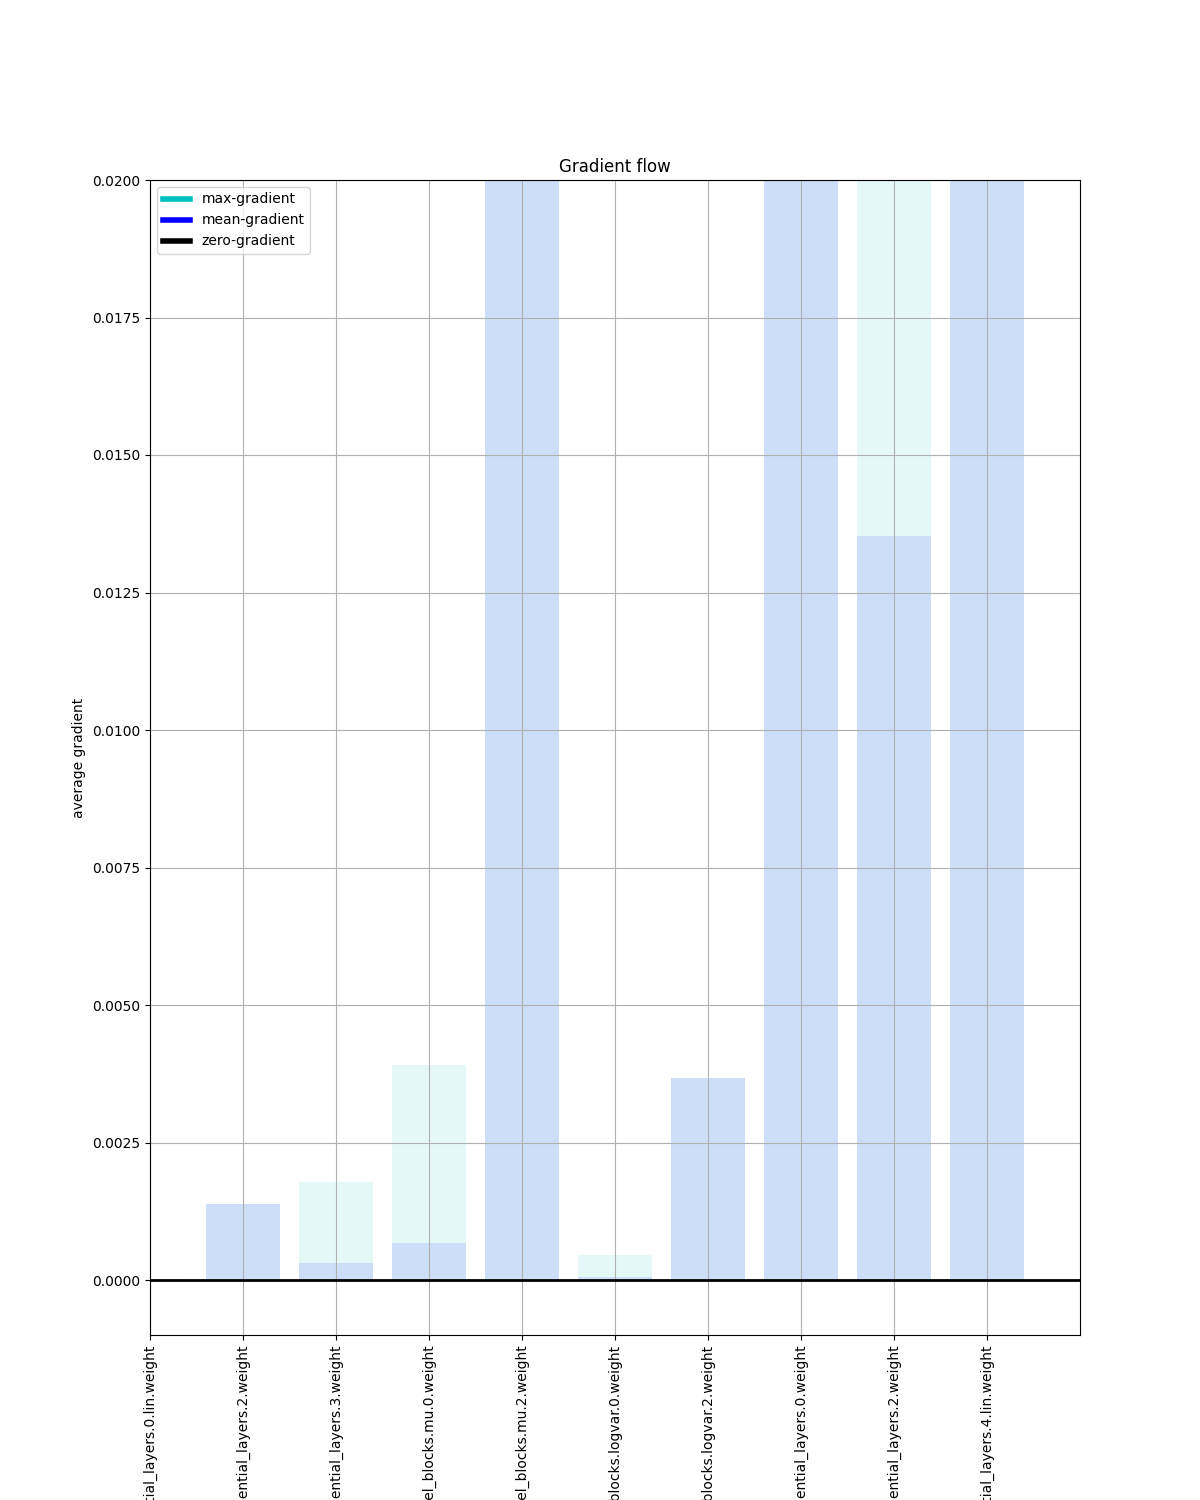 Gradient flow
max-gradient
mean-gradient
zero-gradient
0.0200
0.0175
0.0150
0.0125
0.0100
0.0075
0.0050
0.0025
0.0000
average gradient
tial_layers.0.lin.weight
ential_layers.2.weight
ential_layers.3.weight
el_blocks.mu.0.weight
el_blocks.mu.2.weight
blocks.logvar.0.weight
blocks.logvar.2.weight
ential_layers.0.weight
ential_layers.2.weight
tial_layers.4.lin.weight